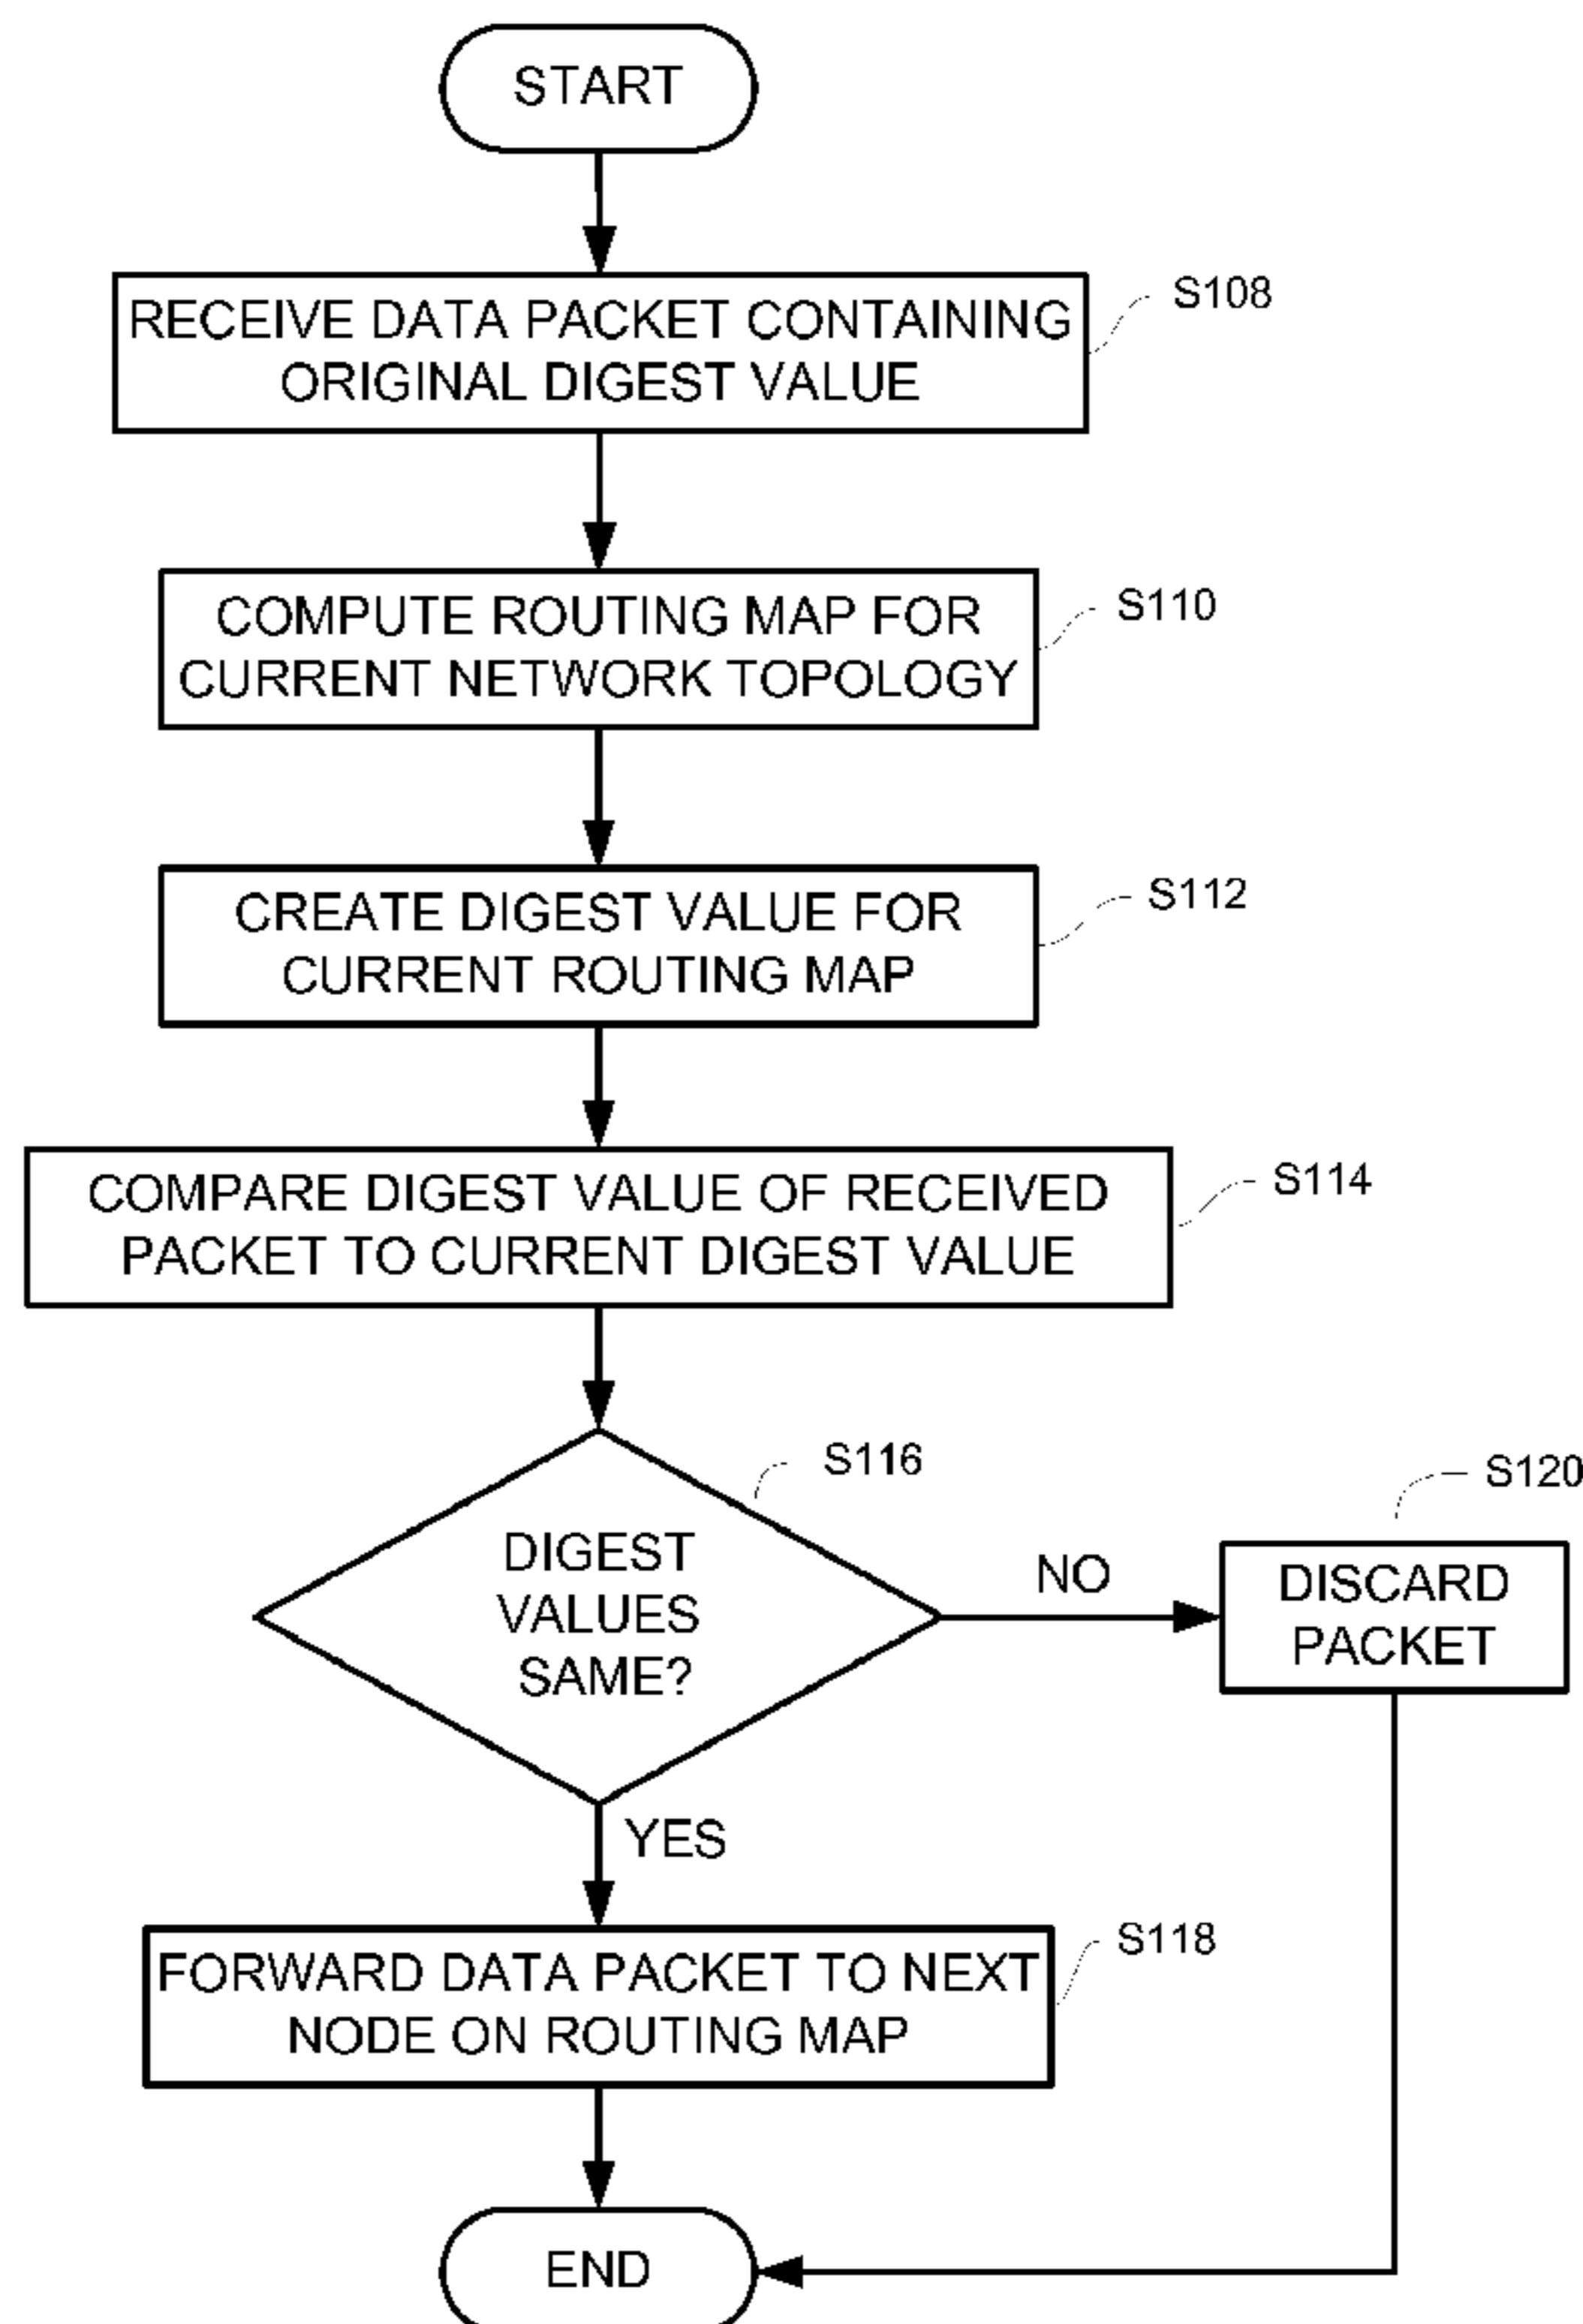 START
RECEIVE DATA PACKET CONTAINING
ORIGINAL DIGEST VALUE
S108
COMPUTE ROUTING MAP FOR
CURRENT NETWORK TOPOLOGY
S110
CREATE DIGEST VALUE FOR
CURRENT ROUTING MAP
S112
COMPARE DIGEST VALUE OF RECEIVED
PACKET TO CURRENT DIGEST VALUE
S114
DIGEST
VALUES
SAME?
S116
NO
DISCARD
PACKET
S120
YES
FORWARD DATA PACKET TO NEXT
NODE ON ROUTING MAP
S118
END